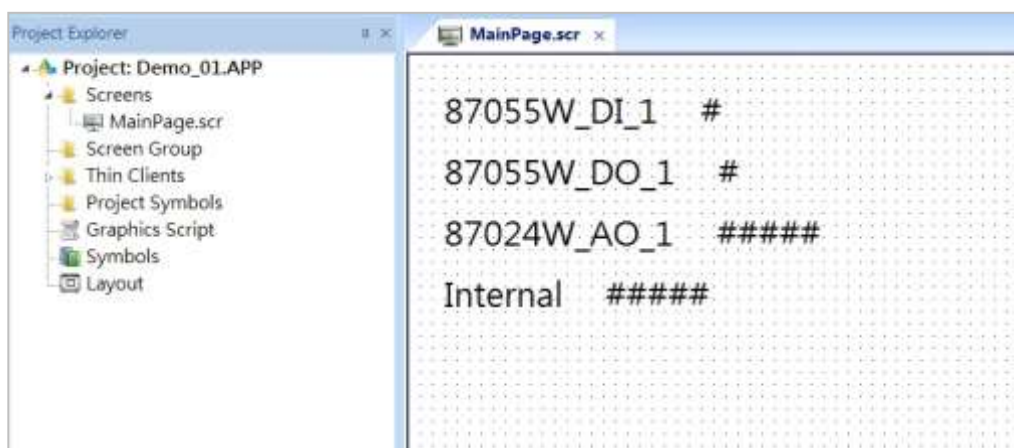 Project Explorer
MainPage.scr
Project: Demo_01.APP
Screens
MainPage.scr
Screen Group
Thin Clients
Project Symbols
Graphics Script
Symbols
Layout
87055W_DI_1 #
87055W_DO_1 #
87024W_AO_1 #####
Internal #####